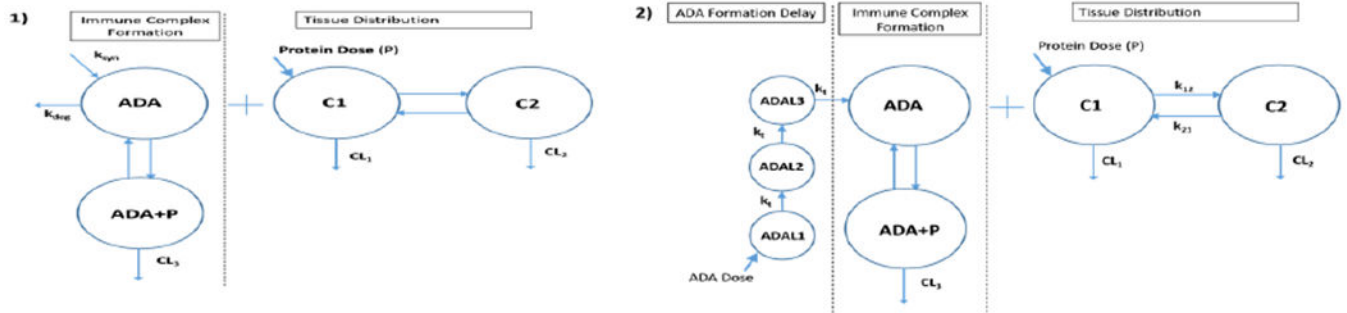 1)
Immune Complex
Formation
Tissue Distribution
Protein Dose (P)
ksyn
ADA
kdeg
C1
C2
CL1
CL2
ADA+P
CL3
2)
ADA Formation Delay
Immune Complex
Formation
Tissue Distribution
Protein Dose (P)
ADAL3
kt
ADA
C1
k12
k21
C2
kt
CL1
CL2
ADAL2
kt
ADAL1
ADA+P
ADA Dose
CL3